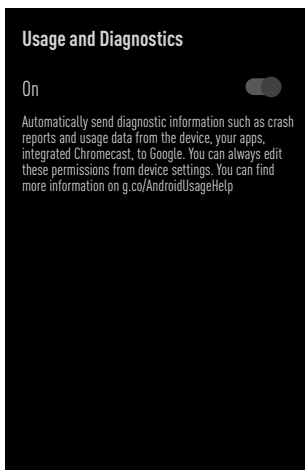 Usage and Diagnostics
On
Automatically send diagnostic information such as crash
reports and usage data from the device, your apps,
integrated Chromecast, to Google. You can always edit
these permissions from device settings. You can find
more information on g.co/AndroidUsageHelp